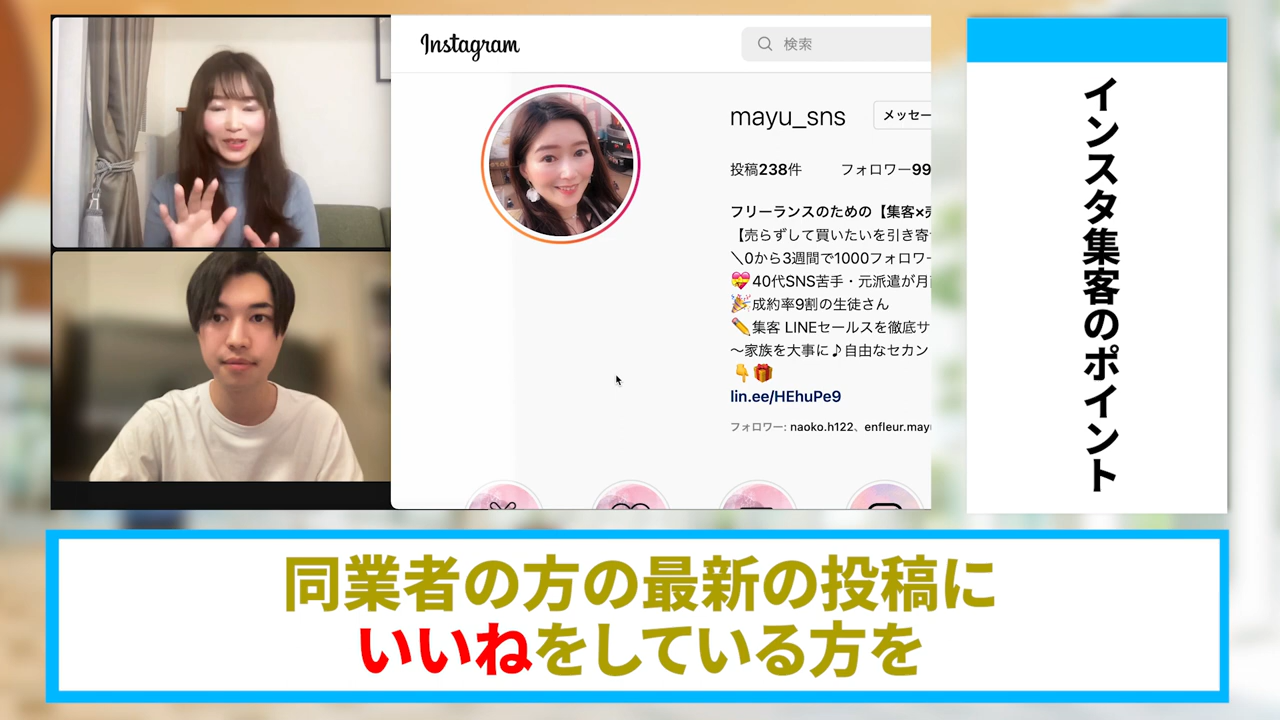 Instagram
検索
mayu_sns
メッセー
投稿238件
フォロワー99
フリーランスのための【集客×
【売らずして買いたいを引き寄
＼0から3週間で1000フォロワー
💝40代SNS苦手・元派遣が月
🎉成約率9割の生徒さん
✏️集客 LINEセールスを徹底サ
〜家族を大事に♪自由なセカン
👇🎁
lin.ee/HEhuPe9
フォロワー: naoko.h122、enfleur.may
インスタ集客のポイント
同業者の方の最新の投稿に
いいねをしている方を